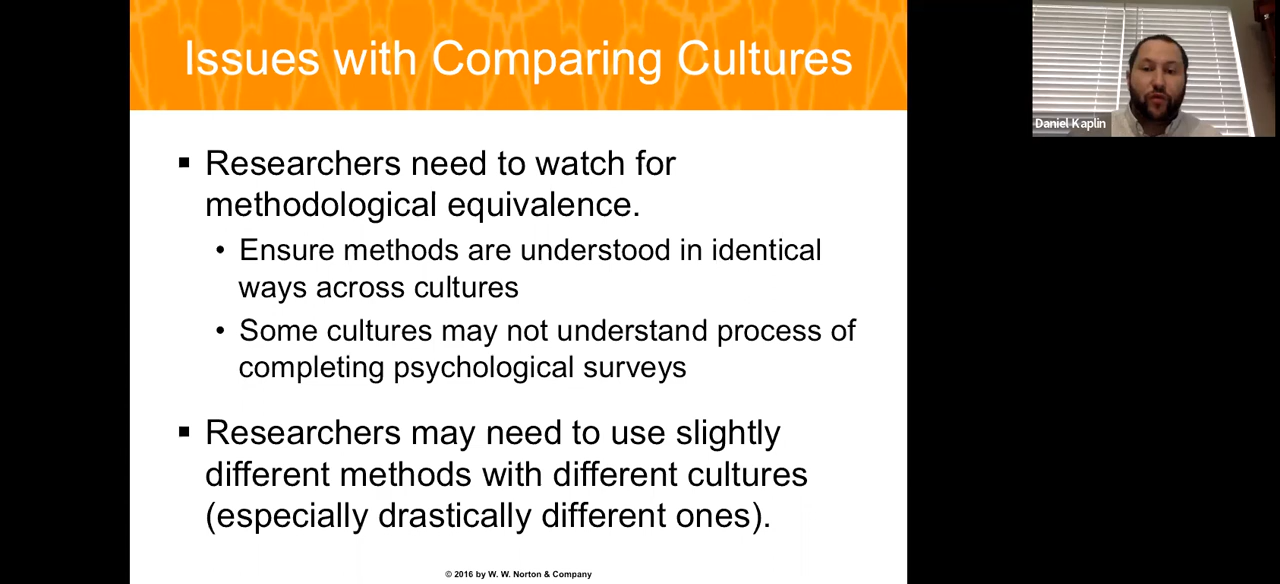 Issues with Comparing Cultures
Daniel Kaplin
▪ Researchers need to watch for
methodological equivalence.
• Ensure methods are understood in identical
ways across cultures
• Some cultures may not understand process of
completing psychological surveys
▪ Researchers may need to use slightly
different methods with different cultures
(especially drastically different ones).
© 2016 by W. W. Norton & Company